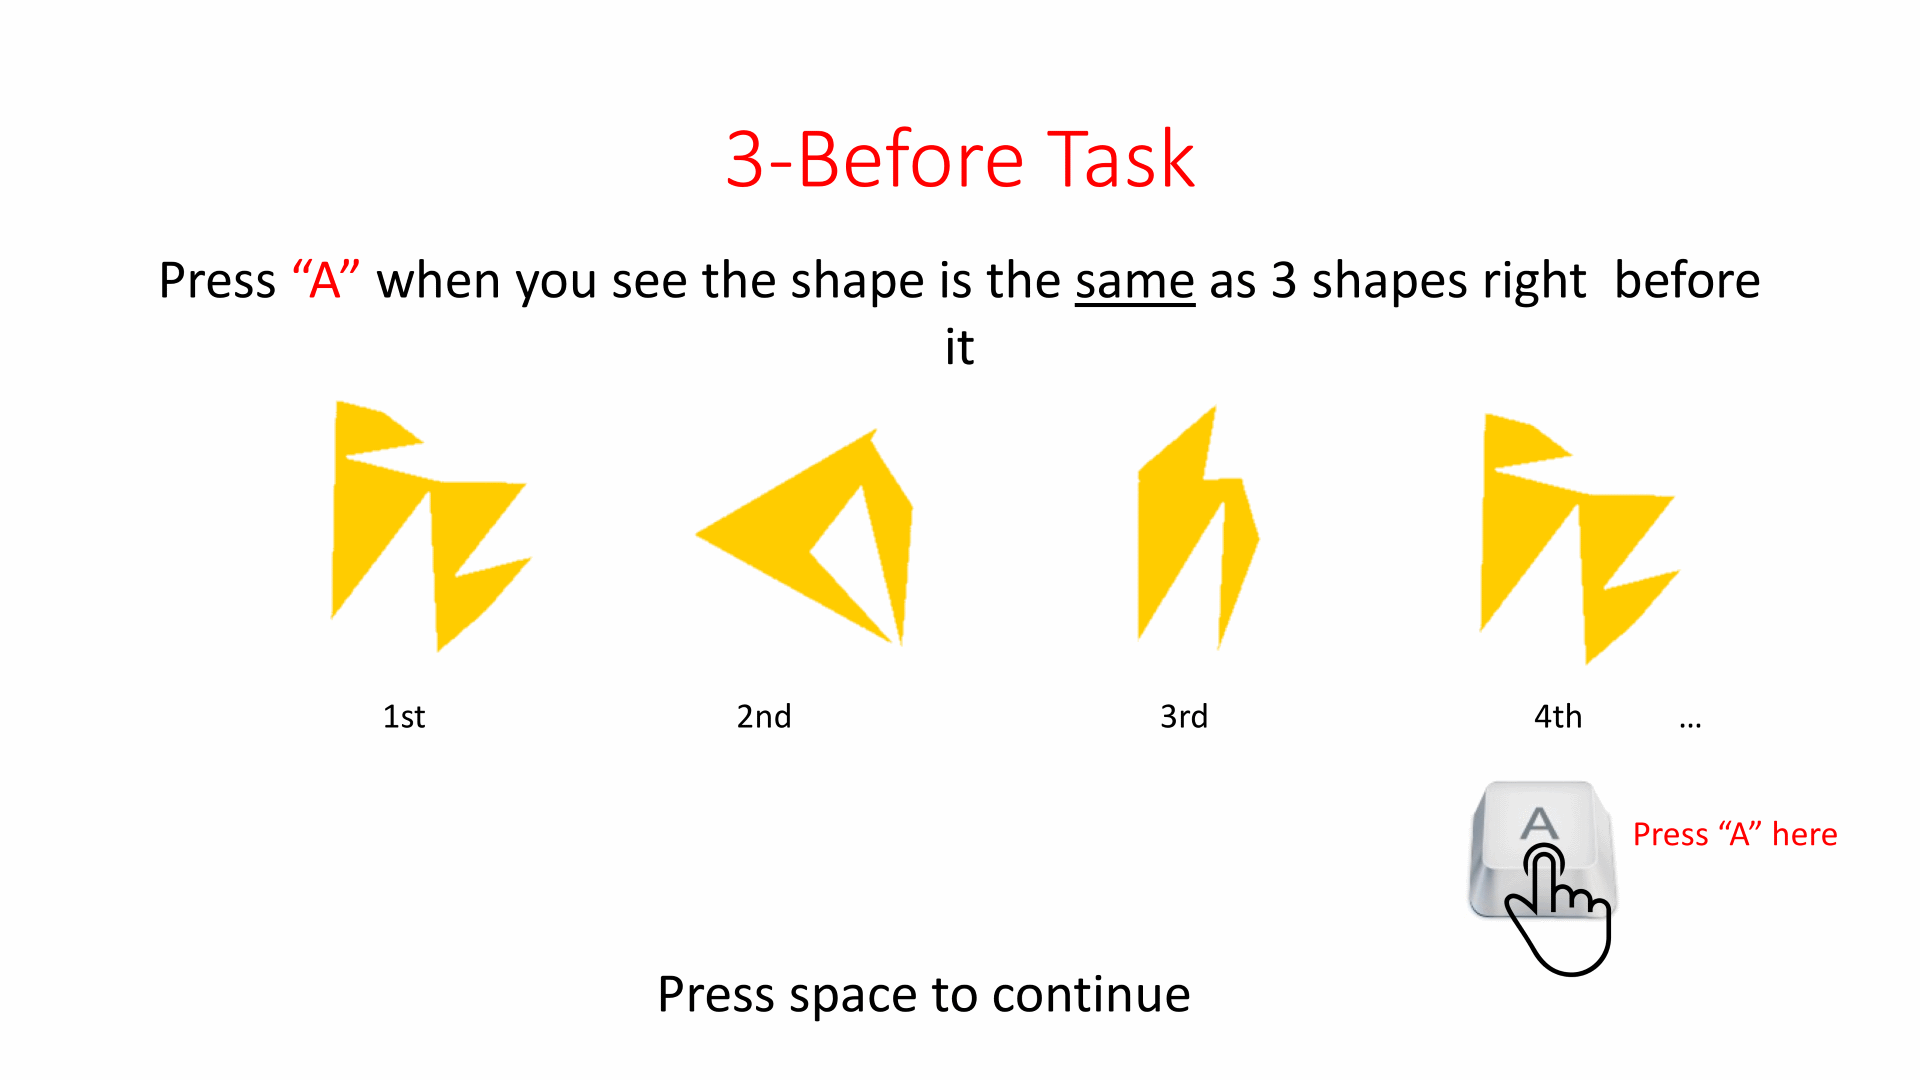 3-Before Task
Press “A” when you see the shape is the same as 3 shapes right  before
it
1st 2nd 3rd 4th ...
A
Press “A” here
Press space to continue